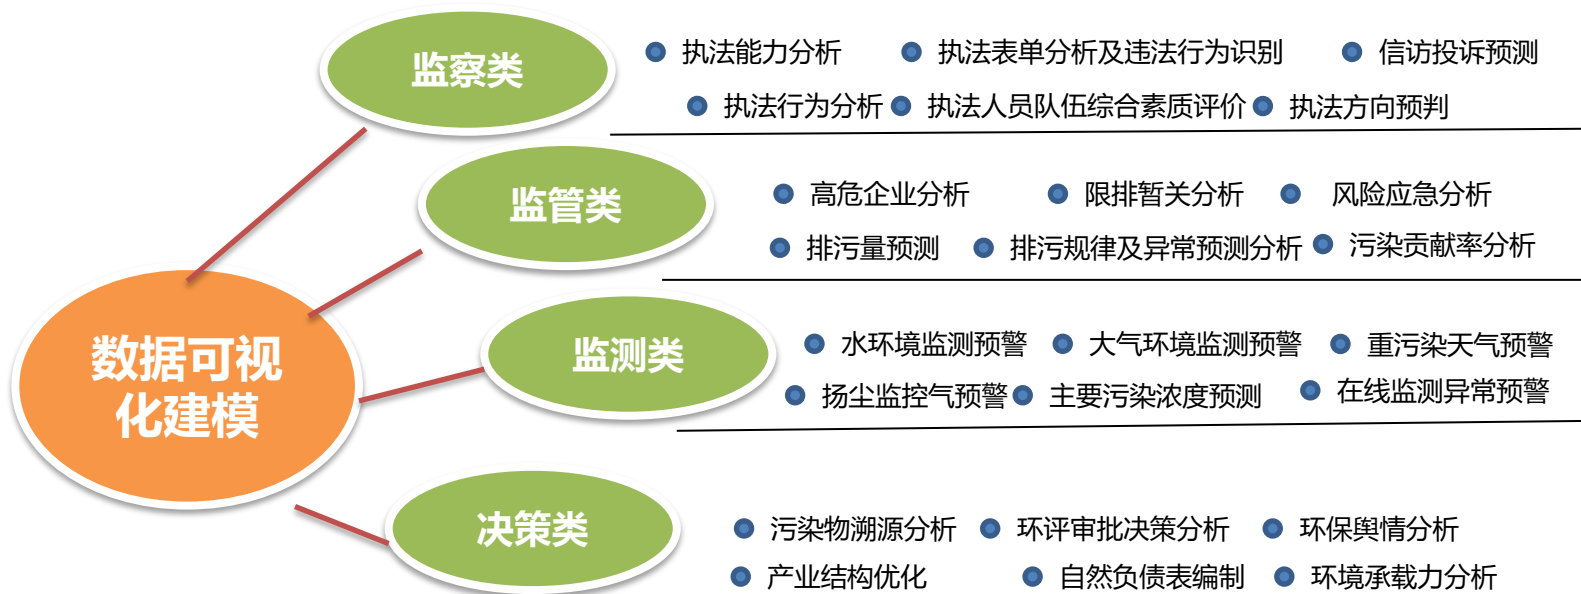 监察类
执法能力分析 执法表单分析及违法行为识别 信访投诉预测
执法行为分析 执法人员队伍综合素质评价 执法方向预判
监管类
高危企业分析 限排暂关分析 风险应急分析
排污量预测 排污规律及异常预测分析 污染贡献率分析
数据可视
化建模
监测类
水环境监测预警 大气环境监测预警 重污染天气预警
扬尘监控气预警 主要污染浓度预测 在线监测异常预警
决策类
污染物溯源分析 环评审批决策分析 环保舆情分析
产业结构优化 自然负债表编制 环境承载力分析